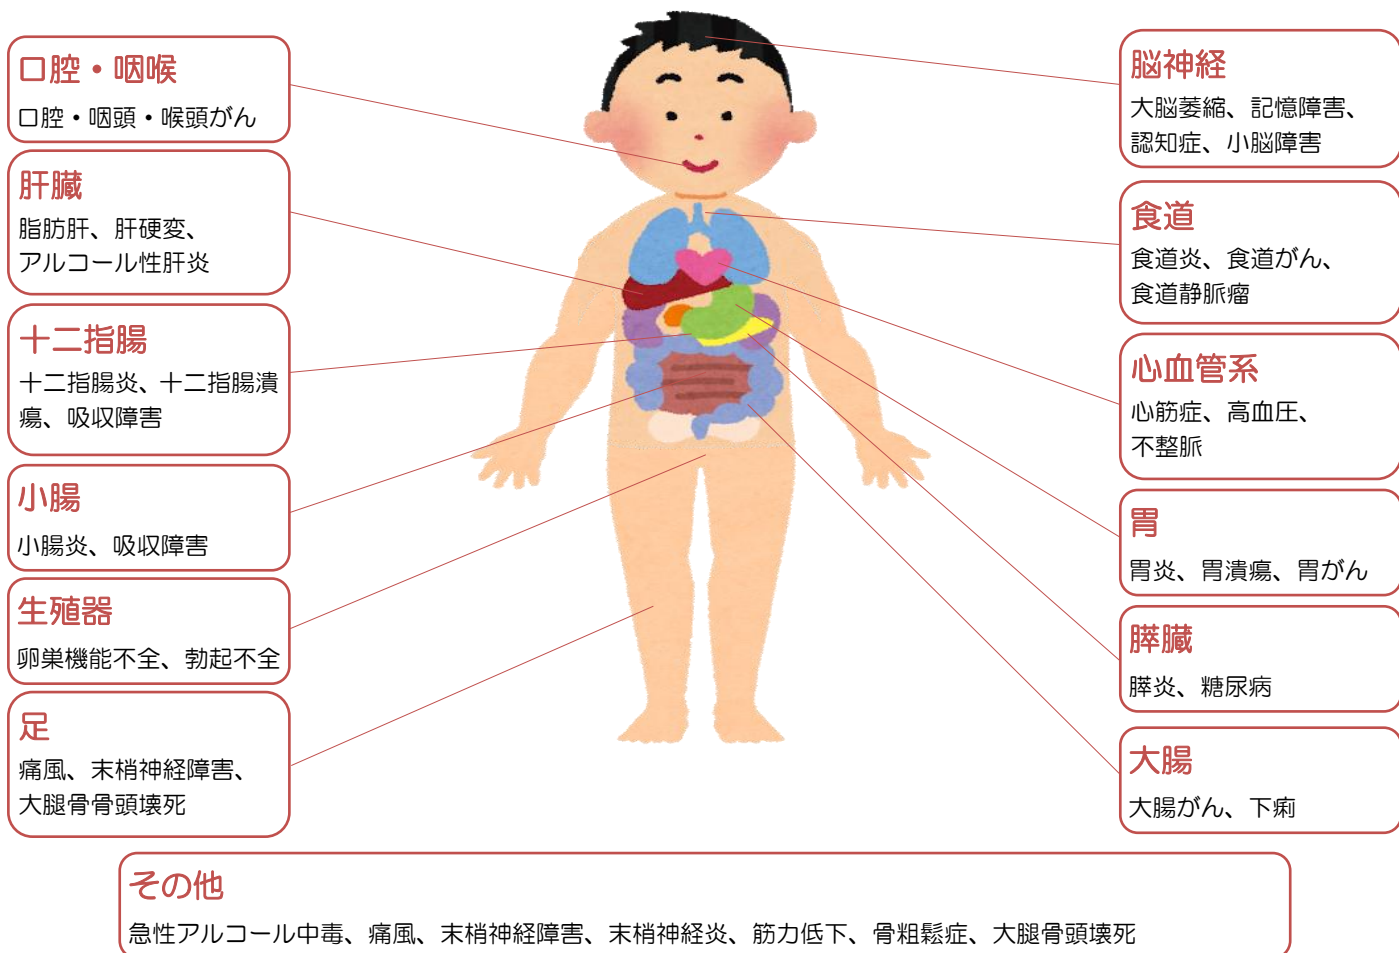 口腔・咽喉
口腔・咽頭・喉頭がん
肝臓
脂肪肝、肝硬変、
アルコール性肝炎
十二指腸
十二指腸炎、十二指腸潰
瘍、吸収障害
小腸
小腸炎、吸収障害
生殖器
卵巣機能不全、勃起不全
足
痛風、末梢神経障害、
大腿骨骨頭壊死
脳神経
大脳萎縮、記憶障害、
認知症、小脳障害
食道
食道炎、食道がん、
食道静脈瘤
心血管系
心筋症、高血圧、
不整脈
胃
胃炎、胃潰瘍、胃がん
膵臓
膵炎、糖尿病
大腸
大腸がん、下痢
その他
急性アルコール中毒、痛風、末梢神経障害、末梢神経炎、筋力低下、骨粗鬆症、大腿骨頭壊死